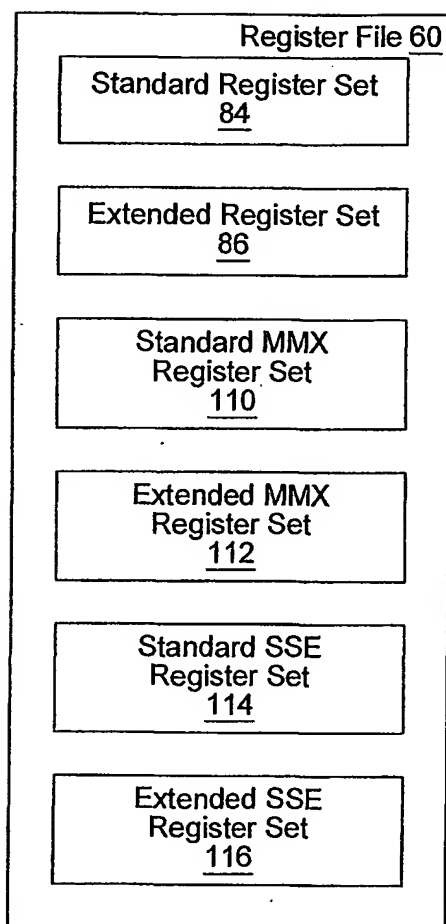 Register File 60
Standard Register Set
84
Extended Register Set
86
Standard MMX
Register Set
110
Extended MMX
Register Set
112
Standard SSE
Register Set
114
Extended SSE
Register Set
116